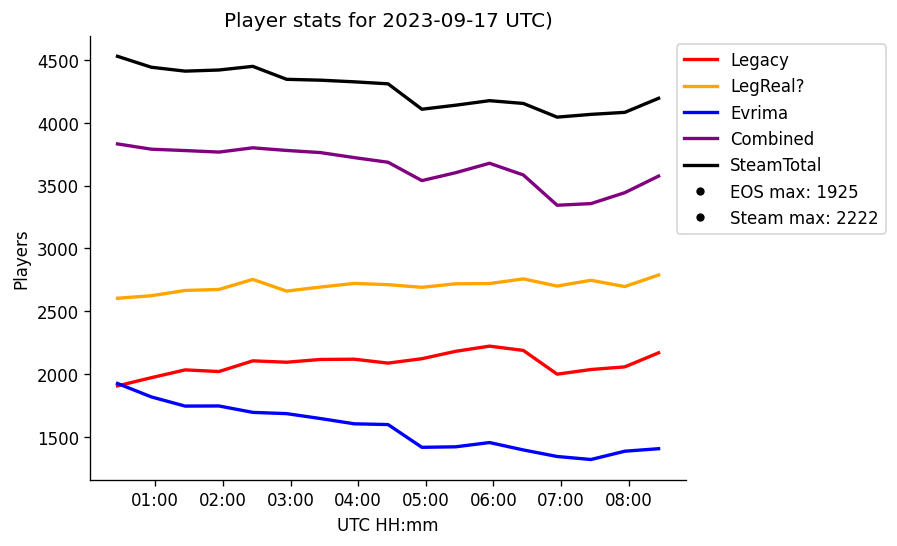 Player stats for 2023-09-17 UTC)
Legacy
LegReal?
Evrima
Combined
SteamTotal
EOS max: 1925
Steam max: 2222
Players
4500
4000
3500
3000
2500
2000
1500
01:00 02:00 03:00 04:00 05:00 06:00 07:00 08:00
UTC HH:mm